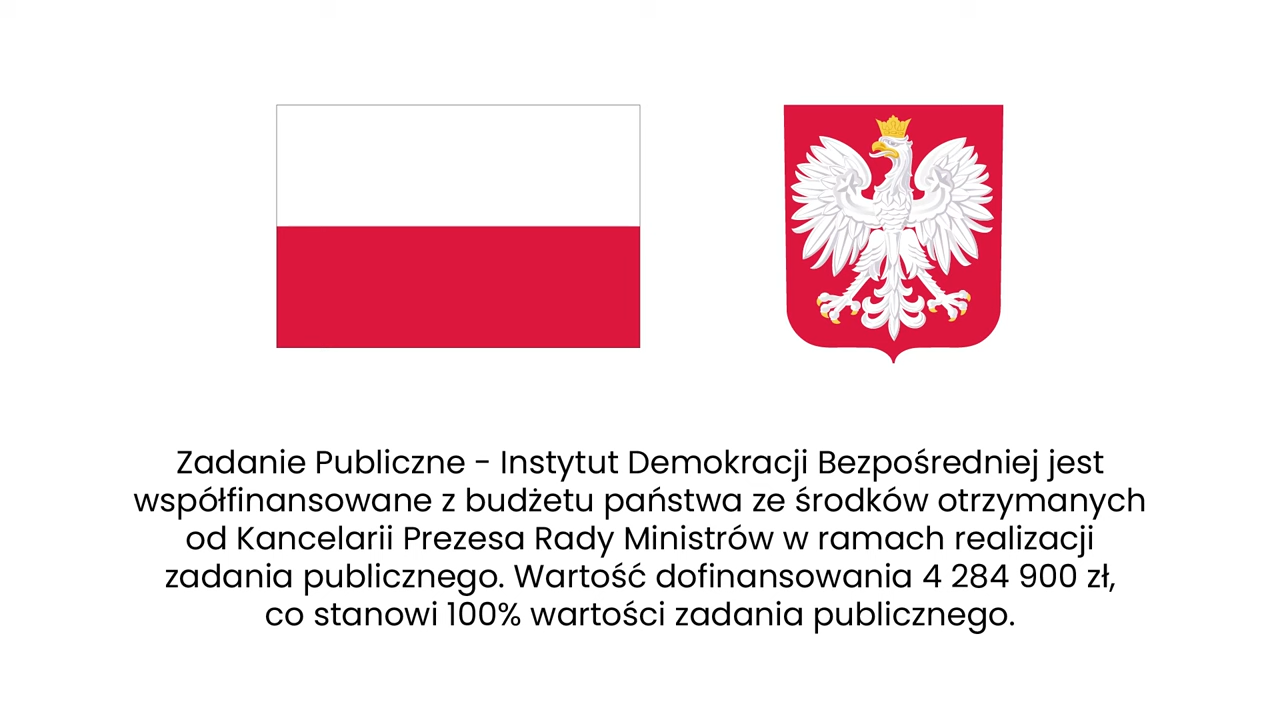 Zadanie Publiczne - Instytut Demokracji Bezpośredniej jest
współfinansowane z budżetu państwa ze środków otrzymanych
od Kancelarii Prezesa Rady Ministrów w ramach realizacji
zadania publicznego. Wartość dofinansowania 4 284 900 zł,
co stanowi 100% wartości zadania publicznego.